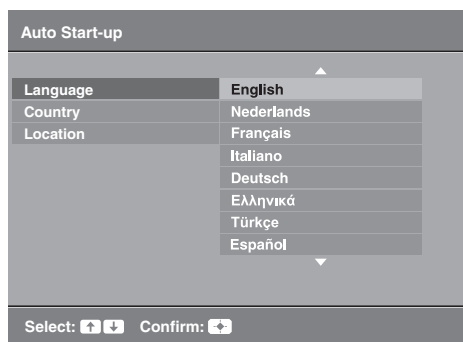 Auto Start-up
Language
Country
Location
English
Nederlands
Français
Italiano
Deutsch
Ελληνικά
Türkçe
Español
Select: Confirm: